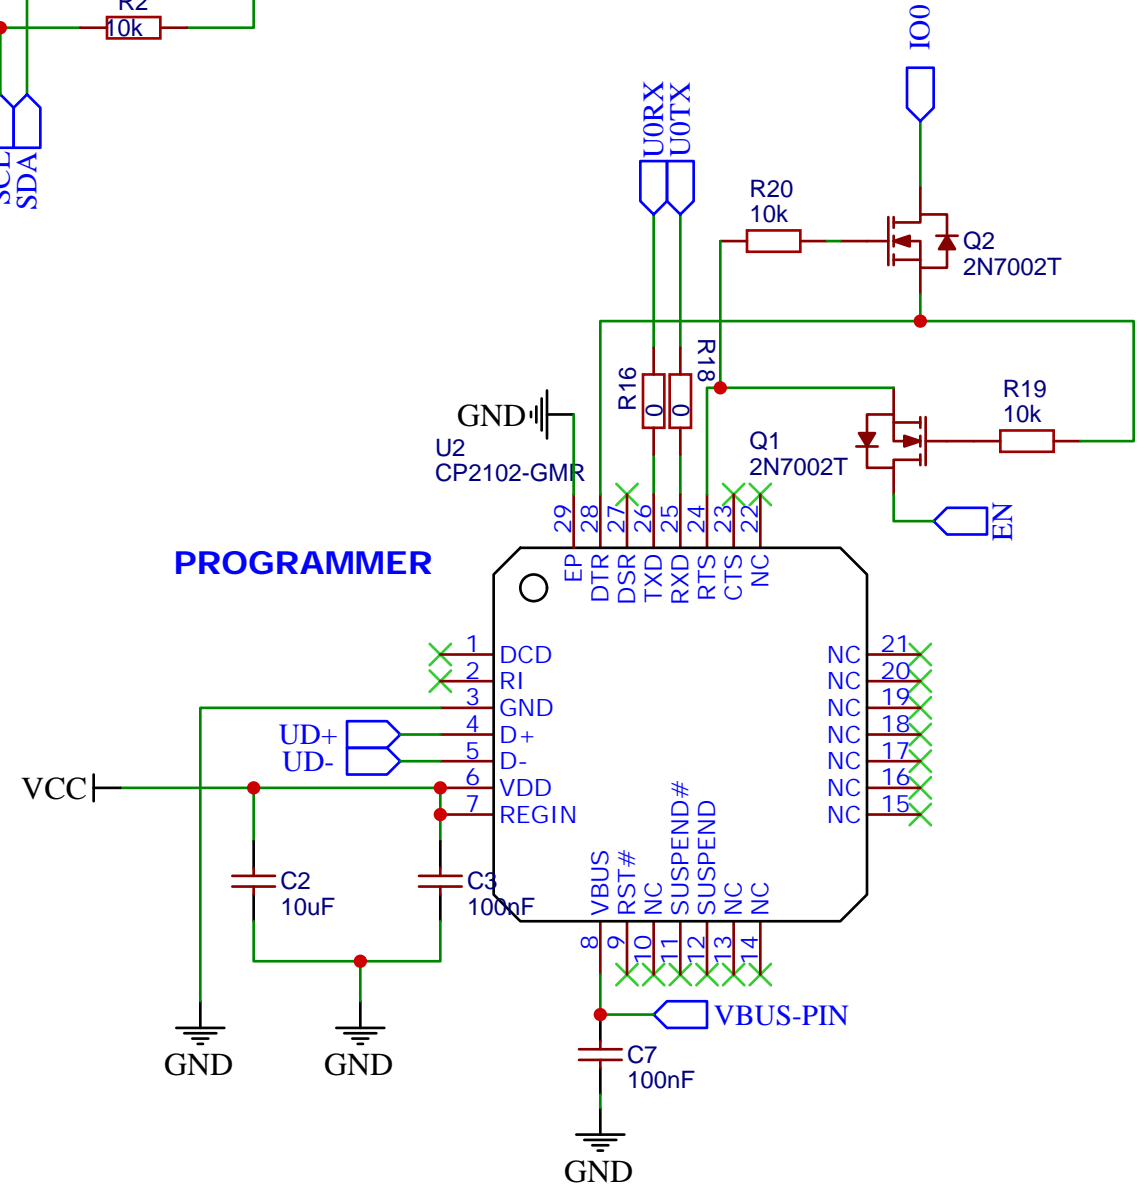 R2
10k
SCL
SDA
IO0
U0RX
U0TX
R20
10k
Q2
2N7002T
R16
0
R18
0
R19
10k
GND
U2
CP2102-GMR
Q1
2N7002T
EN
PROGRAMMER
29 28 27 26 25 24 23 22
EP DTR DSR TXD RXD RTS CTS NC
1 DCD
2 RI
3 GND
4 D+
5 D-
6 VDD
7 REGIN
UD+
UD-
VCC
NC 21
NC 20
NC 19
NC 18
NC 17
NC 16
NC 15
VBUS RST# NC SUSPEND# SUSPEND NC NC
8 9 10 11 12 13 14
C2
10uF
C3
100nF
VBUS-PIN
GND
GND
C7
100nF
GND